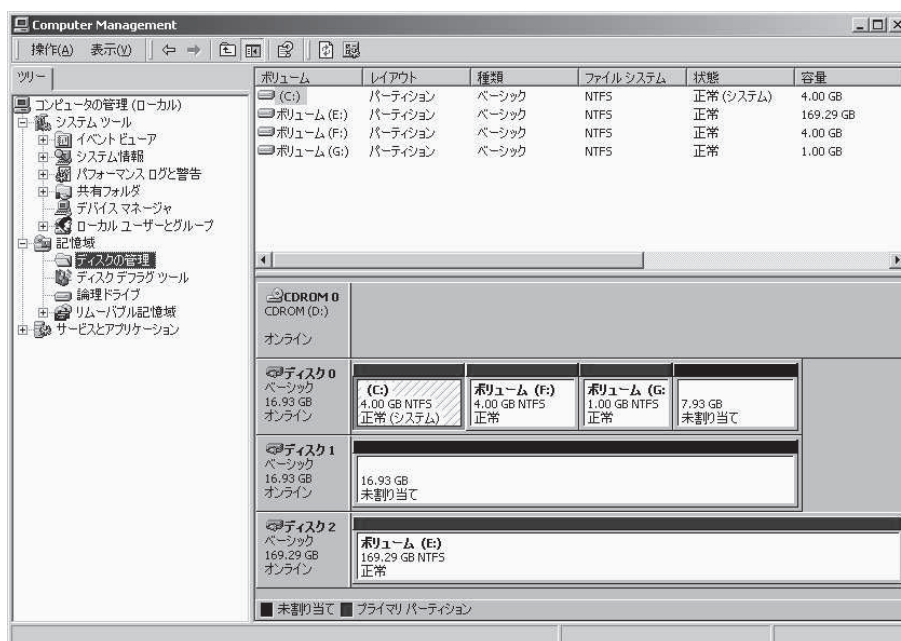 Computer Management
操作(A) 表示(V)
ツリー
コンピュータの管理 (ローカル)
システム ツール
イベント ビューア
システム情報
パフォーマンス ログと警告
共有フォルダ
デバイス マネージャ
ローカル ユーザーとグループ
記憶域
ディスクの管理
ディスク デフラグ ツール
論理ドライブ
リムーバブル記憶域
サービスとアプリケーション
ボリューム レイアウト 種類 ファイル システム 状態 容量
(C:) パーティション ベーシック NTFS 正常 (システム) 4.00 GB
ボリューム (E:) パーティション ベーシック NTFS 正常 169.29 GB
ボリューム (F:) パーティション ベーシック NTFS 正常 4.00 GB
ボリューム (G:) パーティション ベーシック NTFS 正常 1.00 GB
CDROM 0
CDROM (D:)
オンライン
ディスク 0
ベーシック
16.93 GB
オンライン
(C:)
4.00 GB NTFS
正常 (システム)
ボリューム (F:)
4.00 GB NTFS
正常
ボリューム (G:
1.00 GB NTFS
正常
7.93 GB
未割り当て
ディスク 1
ベーシック
16.93 GB
オンライン
16.93 GB
未割り当て
ディスク 2
ベーシック
169.29 GB
オンライン
ボリューム (E:)
169.29 GB NTFS
正常
未割り当て プライマリ パーティション